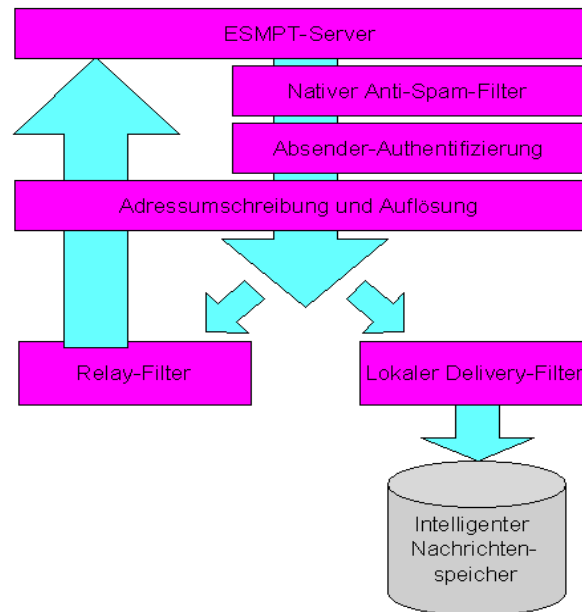 ESMPT-Server
Nativer Anti-Spam-Filter
Absender-Authentifizierung
Adressumschreibung und Auflösung
Relay-Filter
Lokaler Delivery-Filter
Intelligenter
Nachrichten-
speicher